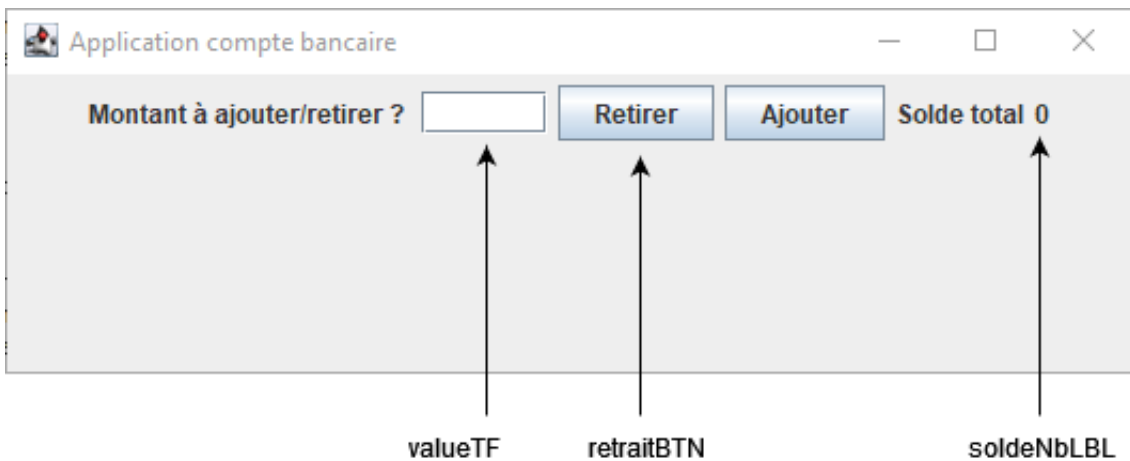 Application compte bancaire
Montant à ajouter/retirer ? Retirer Ajouter Solde total 0
valueTF retraitBTN soldeNbLBL